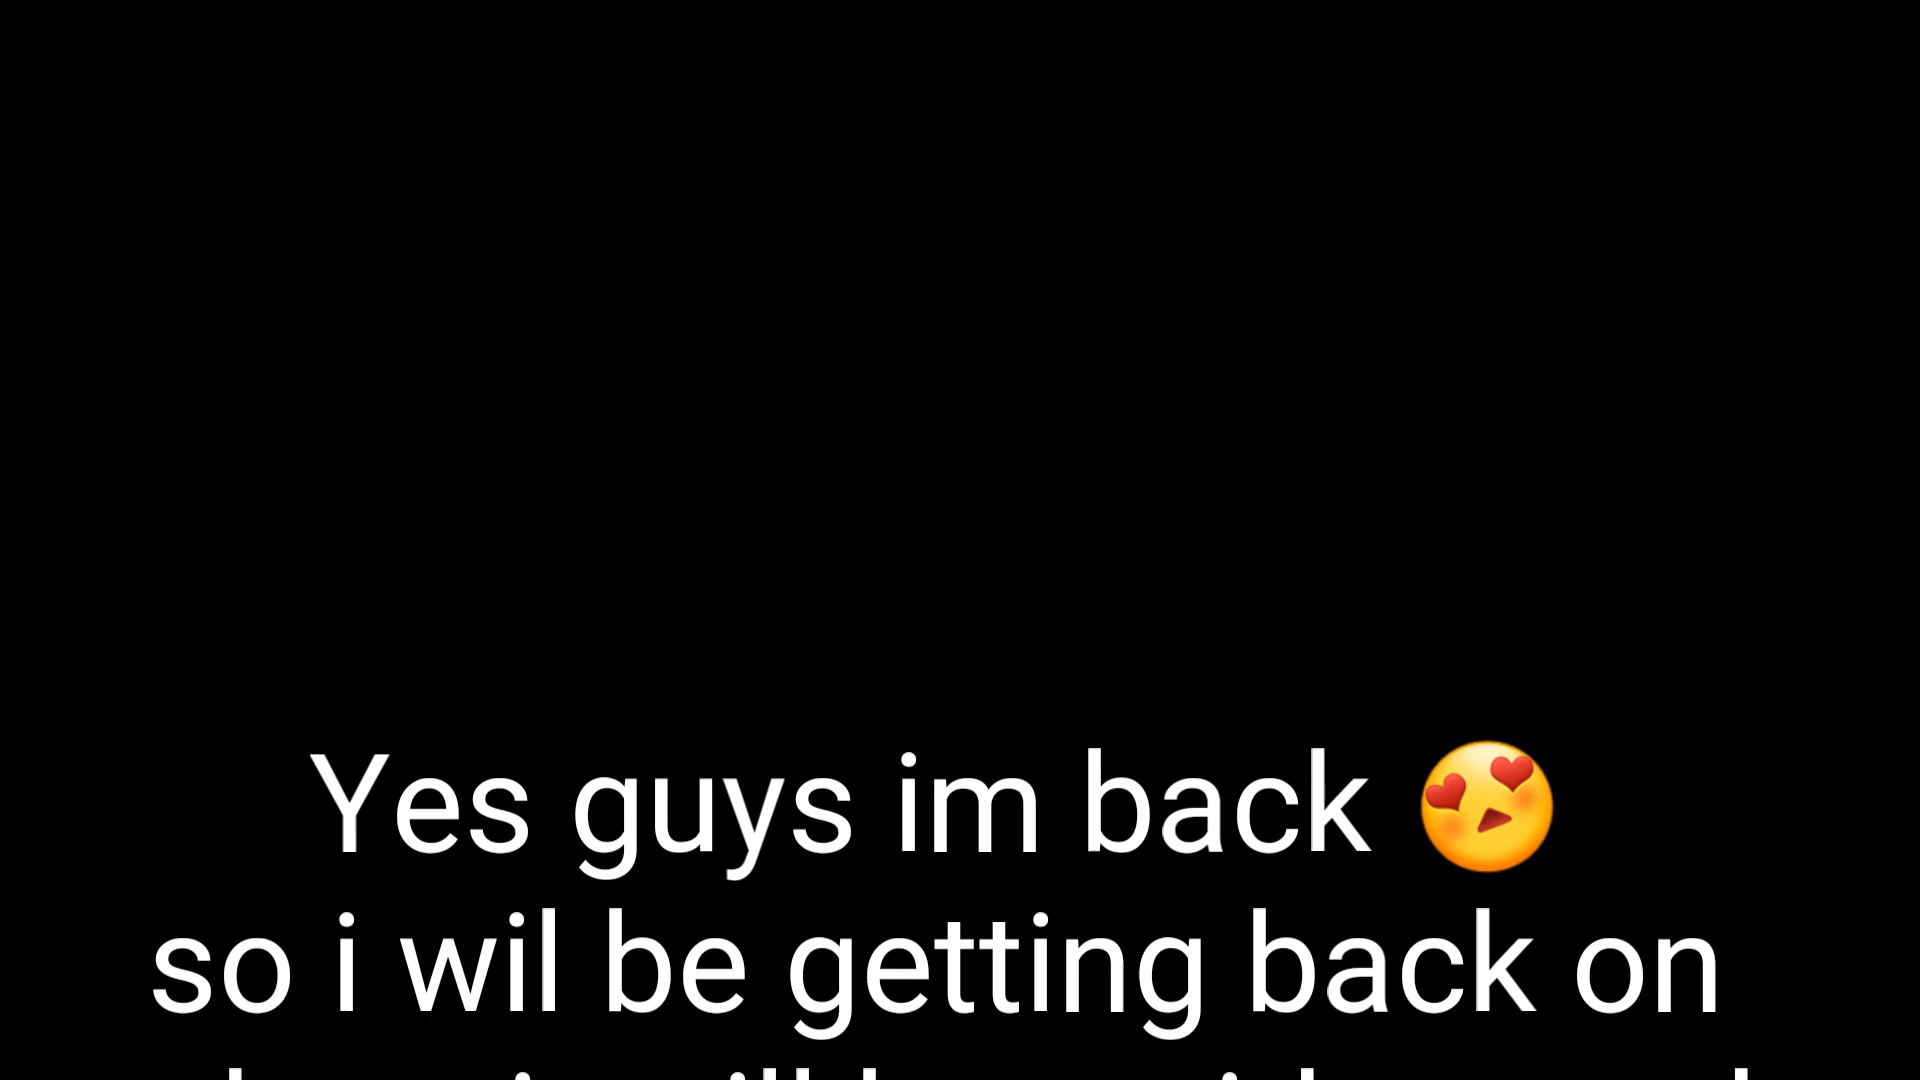 Yes guys im back 😍
so i wil be getting back on